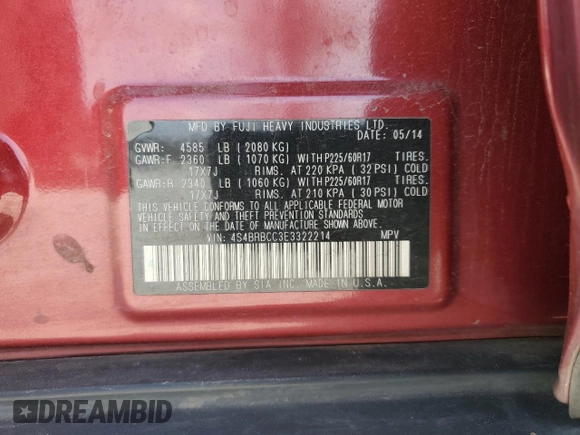 MFD BY FUJI HEAVY INDUSTRIES LTD.
DATE: 05/14
GVWR: 4585 LB ( 2080 KG)
GAWR:F 2360 LB ( 1070 KG) WITH P225/60R17 TIRES.
17X7J RIMS. AT 220 KPA ( 32 PSI) COLD
GAWR:R 2340 LB ( 1060 KG) WITH P225/60R17 TIRES.
17X7J RIMS. AT 210 KPA ( 30 PSI) COLD
THIS VEHICLE CONFORMS TO ALL APPLICABLE FEDERAL MOTOR
VEHICLE SAFETY AND THEFT PREVENTION STANDARDS
IN EFFECT ON THE DATE OF MANUFACTURE SHOWN ABOVE.
VIN: 4S4BRBCC3E3322214 MPV
ASSEMBLED BY SIA INC. MADE IN U.S.A.
DREAMBID